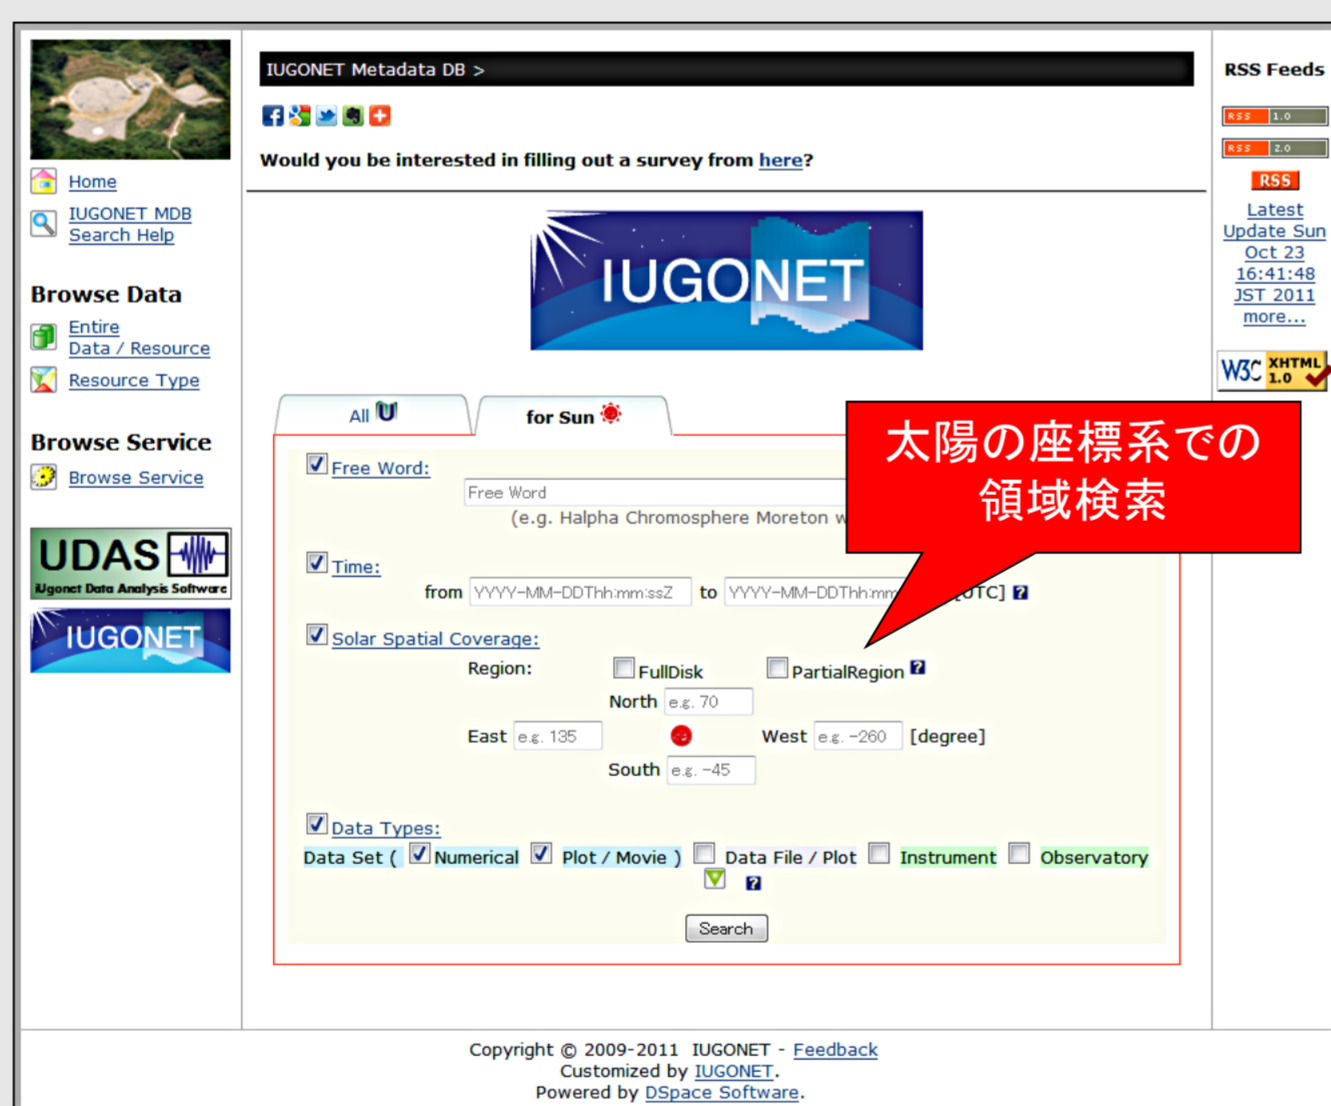 Home
IUGONET MDB
Search Help
Browse Data
Entire
Data / Resource
Resource Type
Browse Service
Browse Service
UDAS
iUgonet Data Analysis Software
IUGONET
IUGONET Metadata DB >
Would you be interested in filling out a survey from here?
IUGONET
All U
for Sun
太陽の座標系での
領域検索
Free Word:
Free Word
(e.g. Halpha Chromosphere Moreton
Time:
from YYYY-MM-DDThh:mm:ssZ to YYYY-MM-DDThh:mm [UTC] ?
Solar Spatial Coverage:
Region: FullDisk PartialRegion ?
North e.g. 70
East e.g. 135 West e.g. -260 [degree]
South e.g. -45
Data Types:
Data Set ( Numerical Plot / Movie ) Data File / Plot Instrument Observatory
?
Search
RSS Feeds
RSS 1.0
RSS 2.0
RSS
Latest
Update Sun
Oct 23
16:41:48
JST 2011
more...
W3C XHTML
1.0
Copyright © 2009-2011 IUGONET - Feedback
Customized by IUGONET.
Powered by DSpace Software.